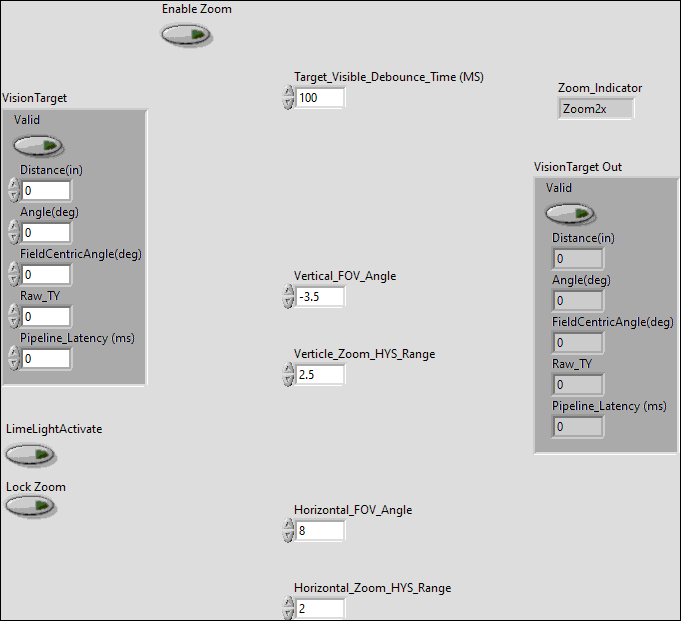 Enable Zoom
Target_Visible_Debounce_Time (MS)
100
Zoom_Indicator
Zoom2x
VisionTarget
Valid
Distance(in)
0
Angle(deg)
0
FieldCentricAngle(deg)
0
Raw_TY
0
Pipeline_Latency (ms)
0
Vertical_FOV_Angle
-3.5
Verticle_Zoom_HYS_Range
2.5
VisionTarget Out
Valid
Distance(in)
0
Angle(deg)
0
FieldCentricAngle(deg)
0
Raw_TY
0
Pipeline_Latency (ms)
0
LimeLightActivate
Lock Zoom
Horizontal_FOV_Angle
8
Horizontal_Zoom_HYS_Range
2